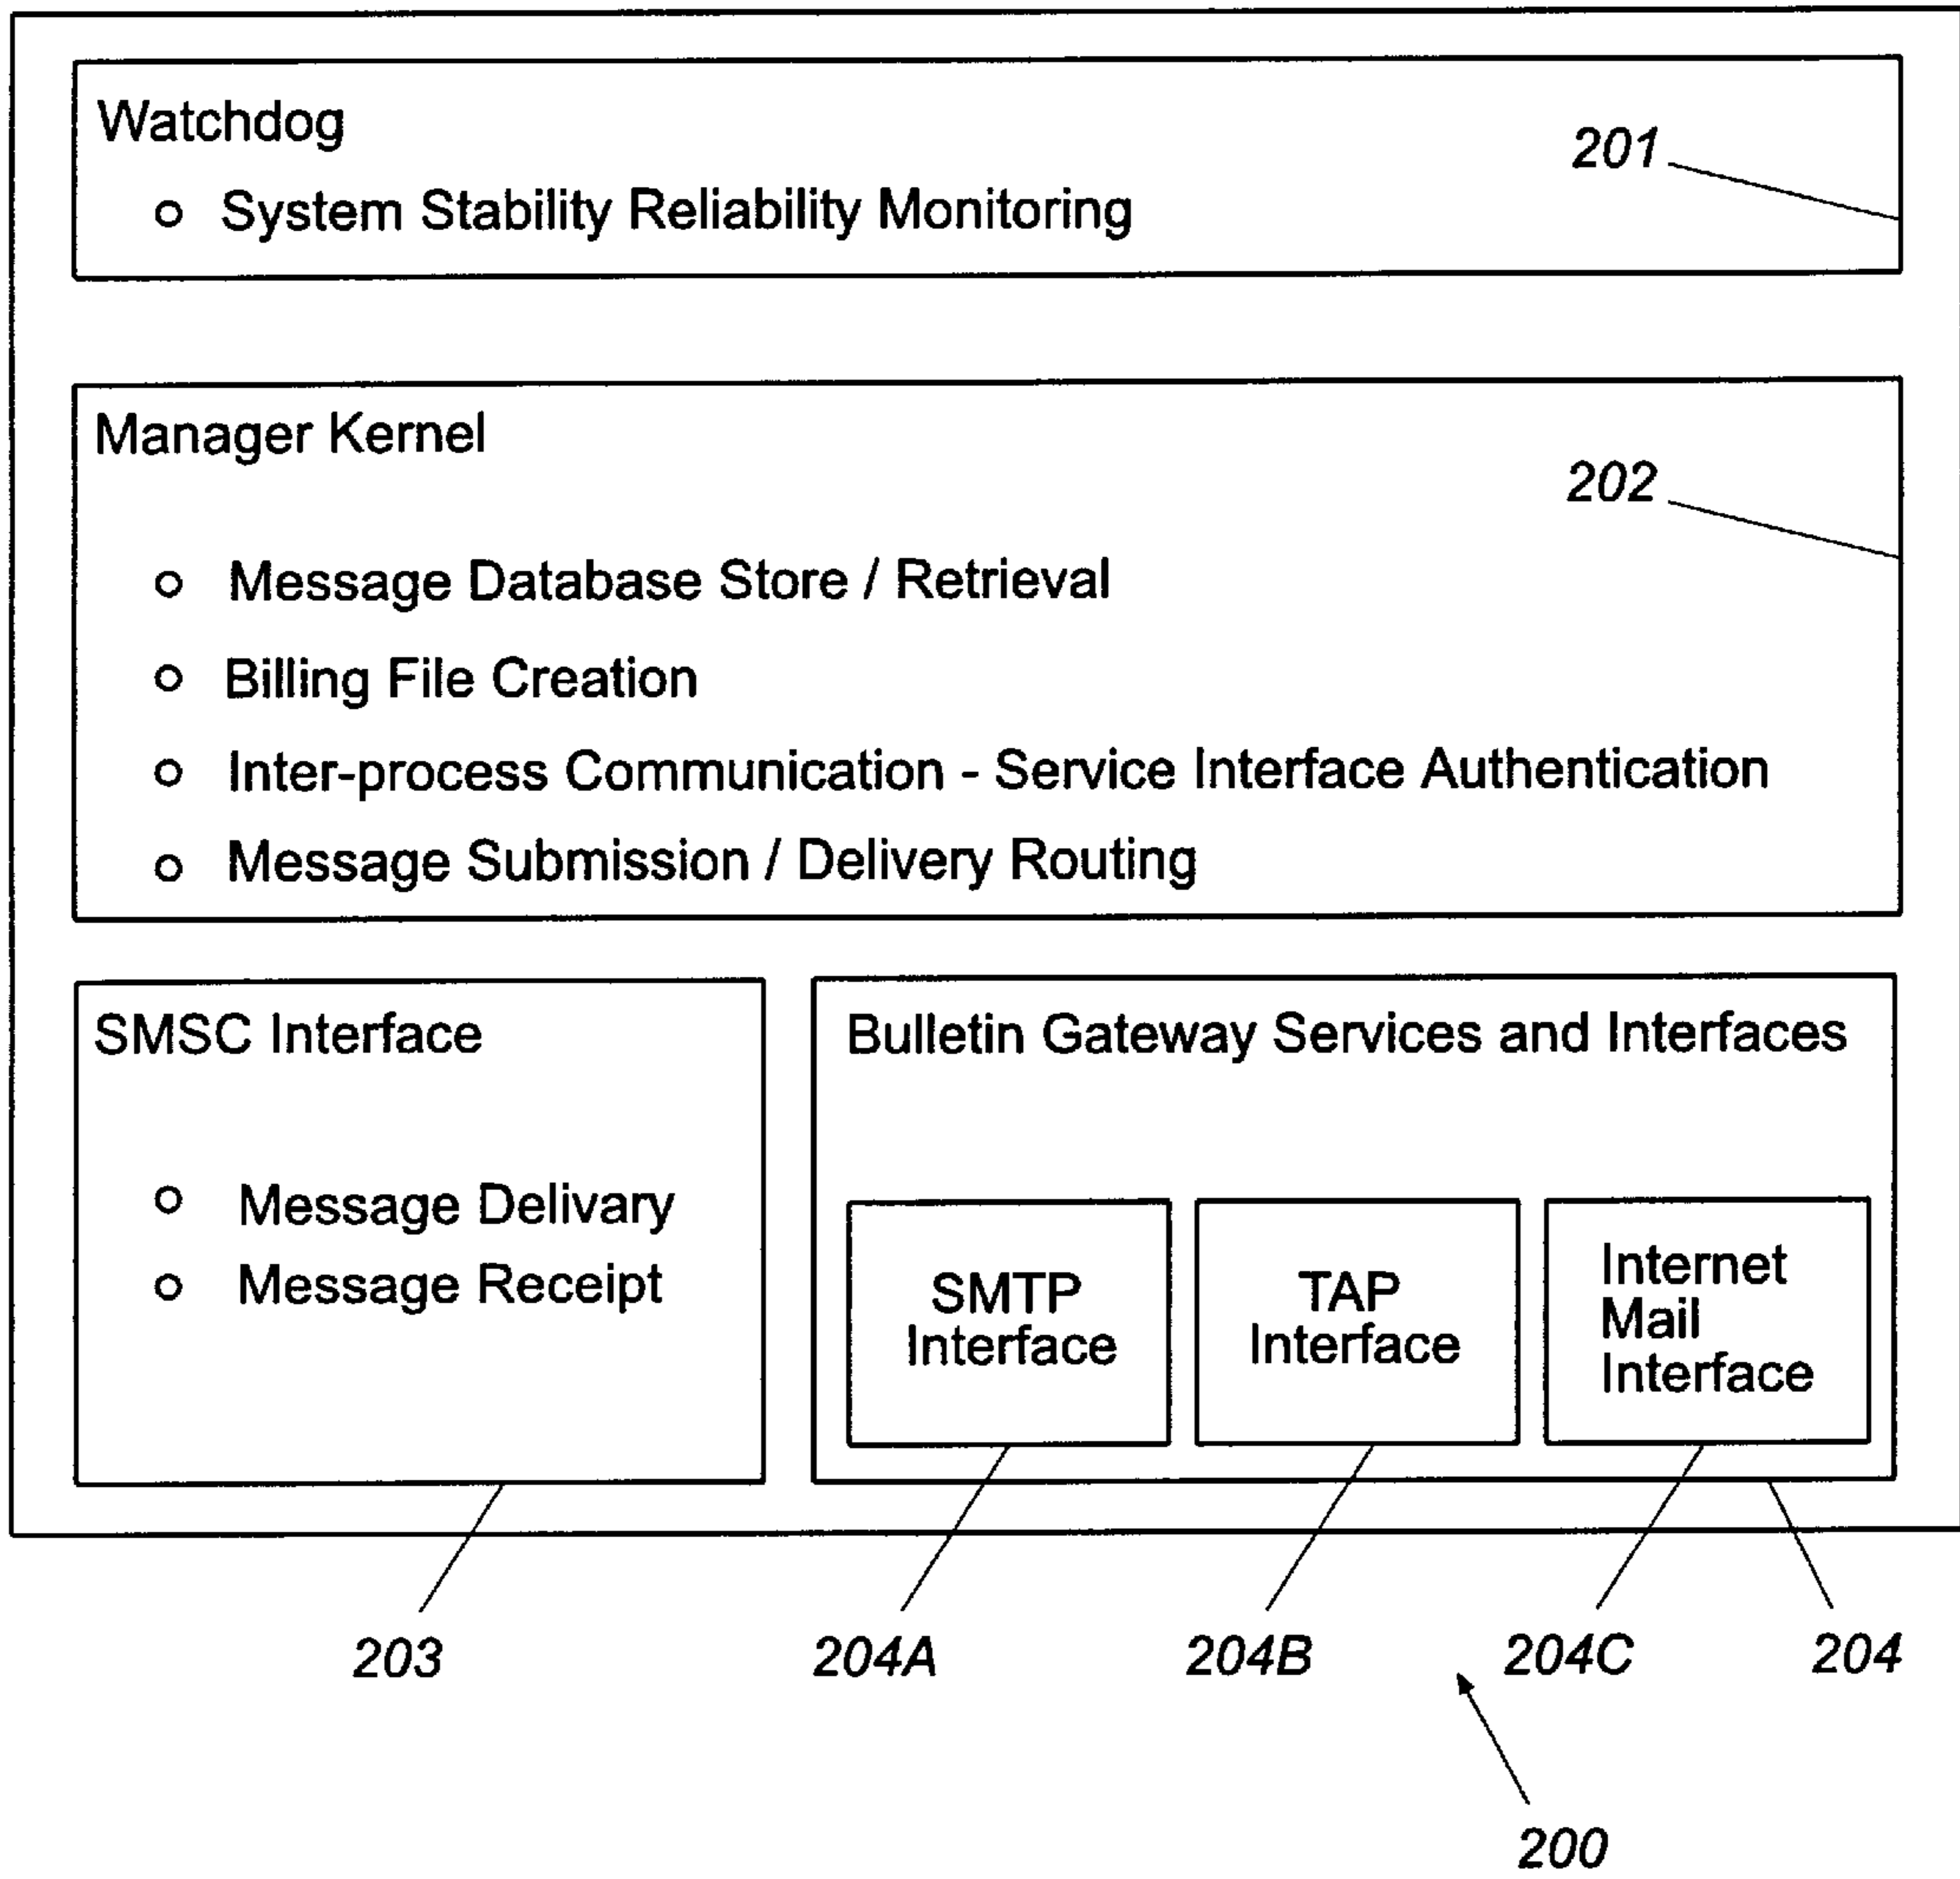 Watchdog
201
o System Stability Reliability Monitoring
Manager Kernel
202
o Message Database Store / Retrieval
o Billing File Creation
o Inter-process Communication - Service Interface Authentication
o Message Submission / Delivery Routing
SMSC Interface
o Message Delivary
o Message Receipt
Bulletin Gateway Services and Interfaces
SMTP
Interface
TAP
Interface
Internet
Mail
Interface
203
204A
204B
204C
204
200